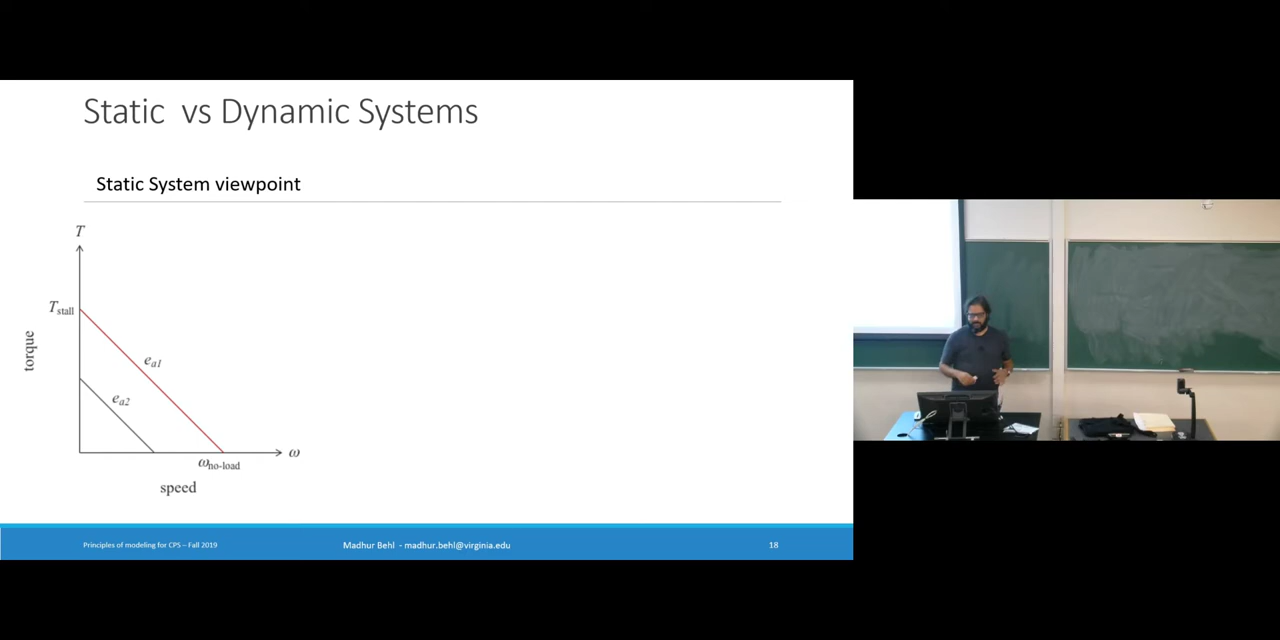 Static vs Dynamic Systems
Static System viewpoint
T
T stall
torque
e a1
e a2
ω no-load
ω
speed
Principles of modeling for CPS – Fall 2019
Madhur Behl - madhur.behl@virginia.edu
18